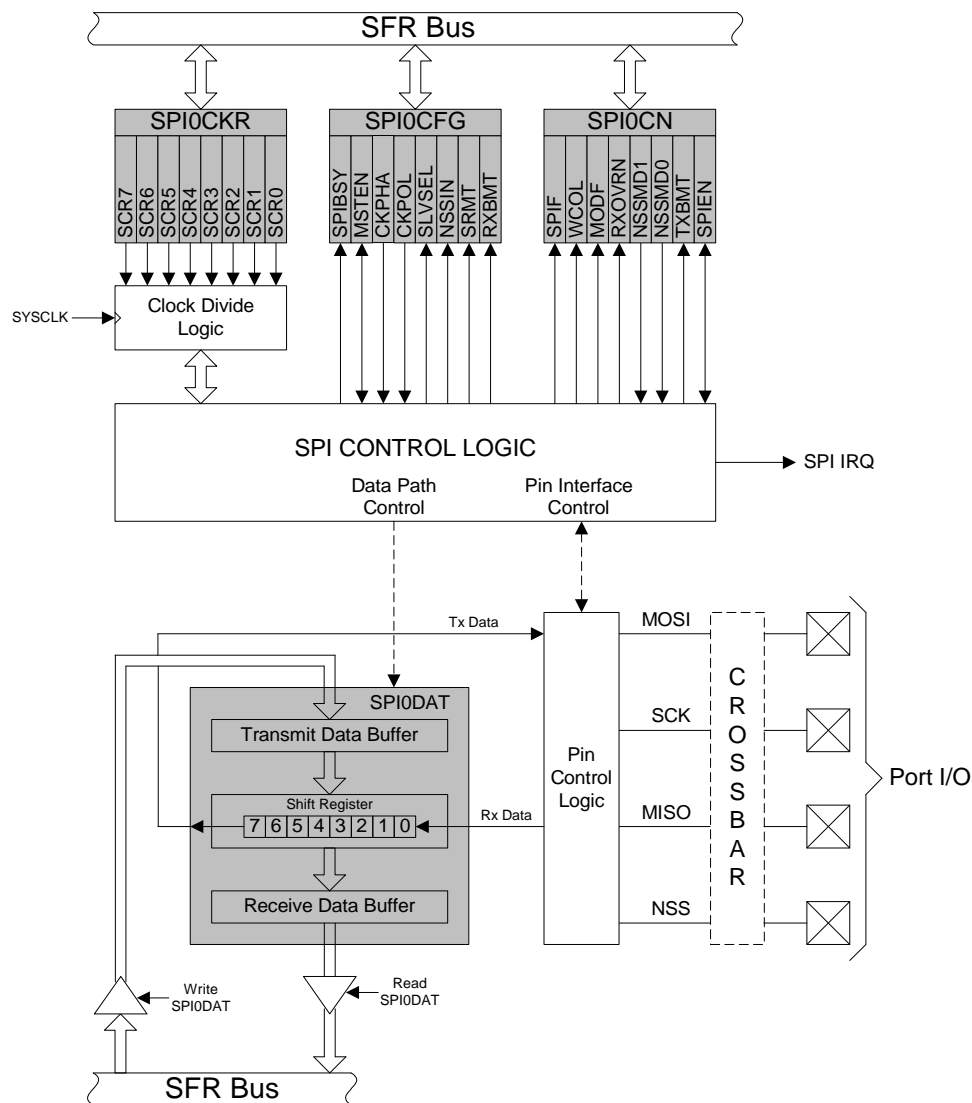 SFR Bus
SPI0CKR
SPI0CFG
SPI0CN
SCR7
SCR6
SCR5
SCR4
SCR3
SCR2
SCR1
SCR0
SPIBSY
MSTEN
CKPHA
CKPOL
SLVSEL
NSSIN
SRMT
RXBMT
SPIF
WCOL
MODF
RXOVRN
NSSMD1
NSSMD0
TXBMT
SPIEN
SYSCLK
Clock Divide
Logic
SPI CONTROL LOGIC
SPI IRQ
Data Path
Control
Pin Interface
Control
Tx Data
MOSI
SPI0DAT
Transmit Data Buffer
SCK
Shift Register
7 6 5 4 3 2 1 0
Rx Data
Pin
Control
Logic
MISO
Receive Data Buffer
NSS
CROSSBAR
Port I/O
Write
SPI0DAT
Read
SPI0DAT
SFR Bus